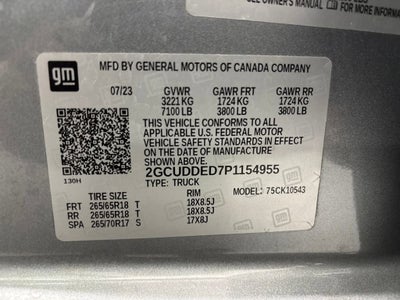 SEE OWNER'S MANUAL
FOR MORE INFORMATION
gm
MFD BY GENERAL MOTORS OF CANADA COMPANY
07/23 GVWR GAWR FRT GAWR RR
3221 KG 1724 KG 1724 KG
7100 LB 3800 LB 3800 LB
THIS VEHICLE CONFORMS TO ALL APPLICABLE
U.S. FEDERAL MOTOR
VEHICLE SAFETY STANDARDS IN EFFECT
ON THE DATE OF MANUFACTURE
SHOWN ABOVE.
2GCUDDED7P1154955
TYPE: TRUCK
130H
MODEL: 75CK10543
TIRE SIZE RIM
FRT 265/65R18 T 18X8.5J
RR 265/65R18 T 18X8.5J
SPA 265/70R17 S 17X8J